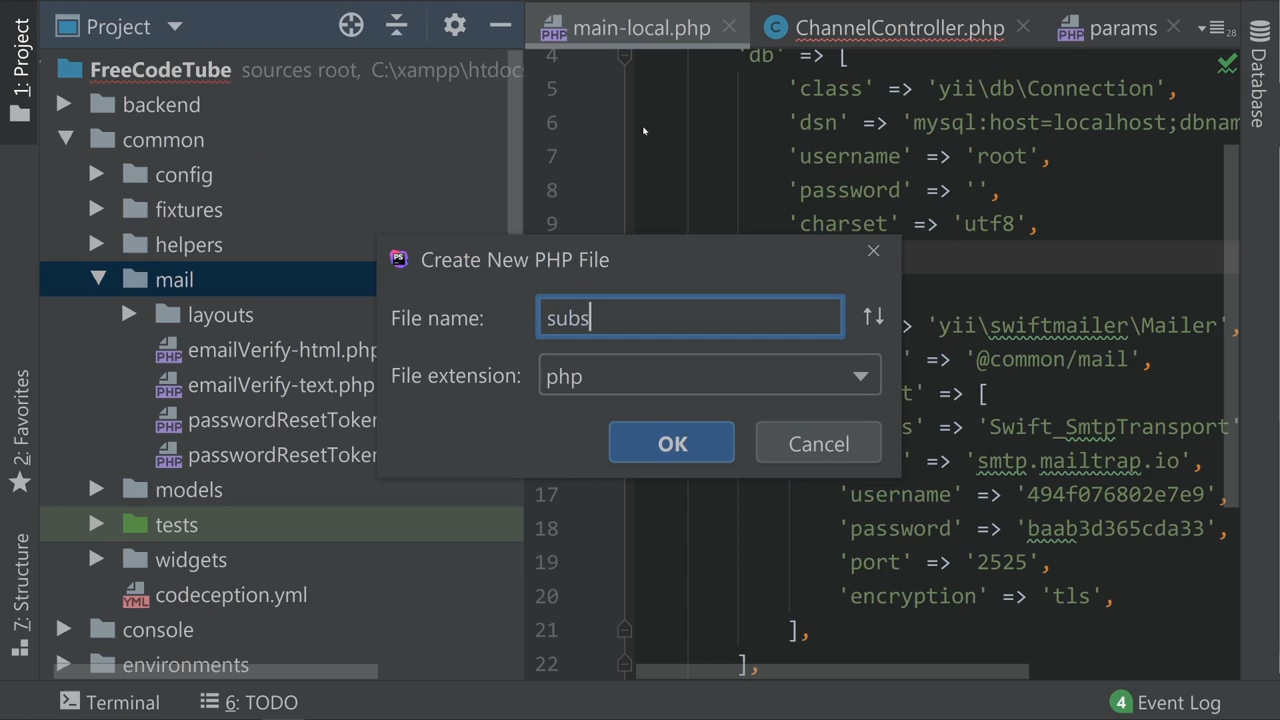 1: Project
2: Favorites
7: Structure
Project
FreeCodeTube sources root, C:\xampp\htdocs
backend
common
config
fixtures
helpers
mail
layouts
emailVerify-html.php
emailVerify-text.php
passwordResetToken
passwordResetToken
models
tests
widgets
YML codeception.yml
console
environments
main-local.php
ChannelController.php
params
28
4 'db' => [
5 'class' => 'yii\db\Connection',
6 'dsn' => 'mysql:host=localhost;dbnam
7 'username' => 'root',
8 'password' => '',
9 'charset' => 'utf8',
> 'yii\swiftmailer\Mailer',
=> '@common/mail',
t' => [
s' => 'Swift_SmtpTransport'
' => 'smtp.mailtrap.io',
17 'username' => '494f076802e7e9',
18 'password' => 'baab3d365cda33',
19 'port' => '2525',
20 'encryption' => 'tls',
21 ],
22 ],
Create New PHP File
File name: subs
File extension: php
OK Cancel
Database
Terminal
6: TODO
4 Event Log